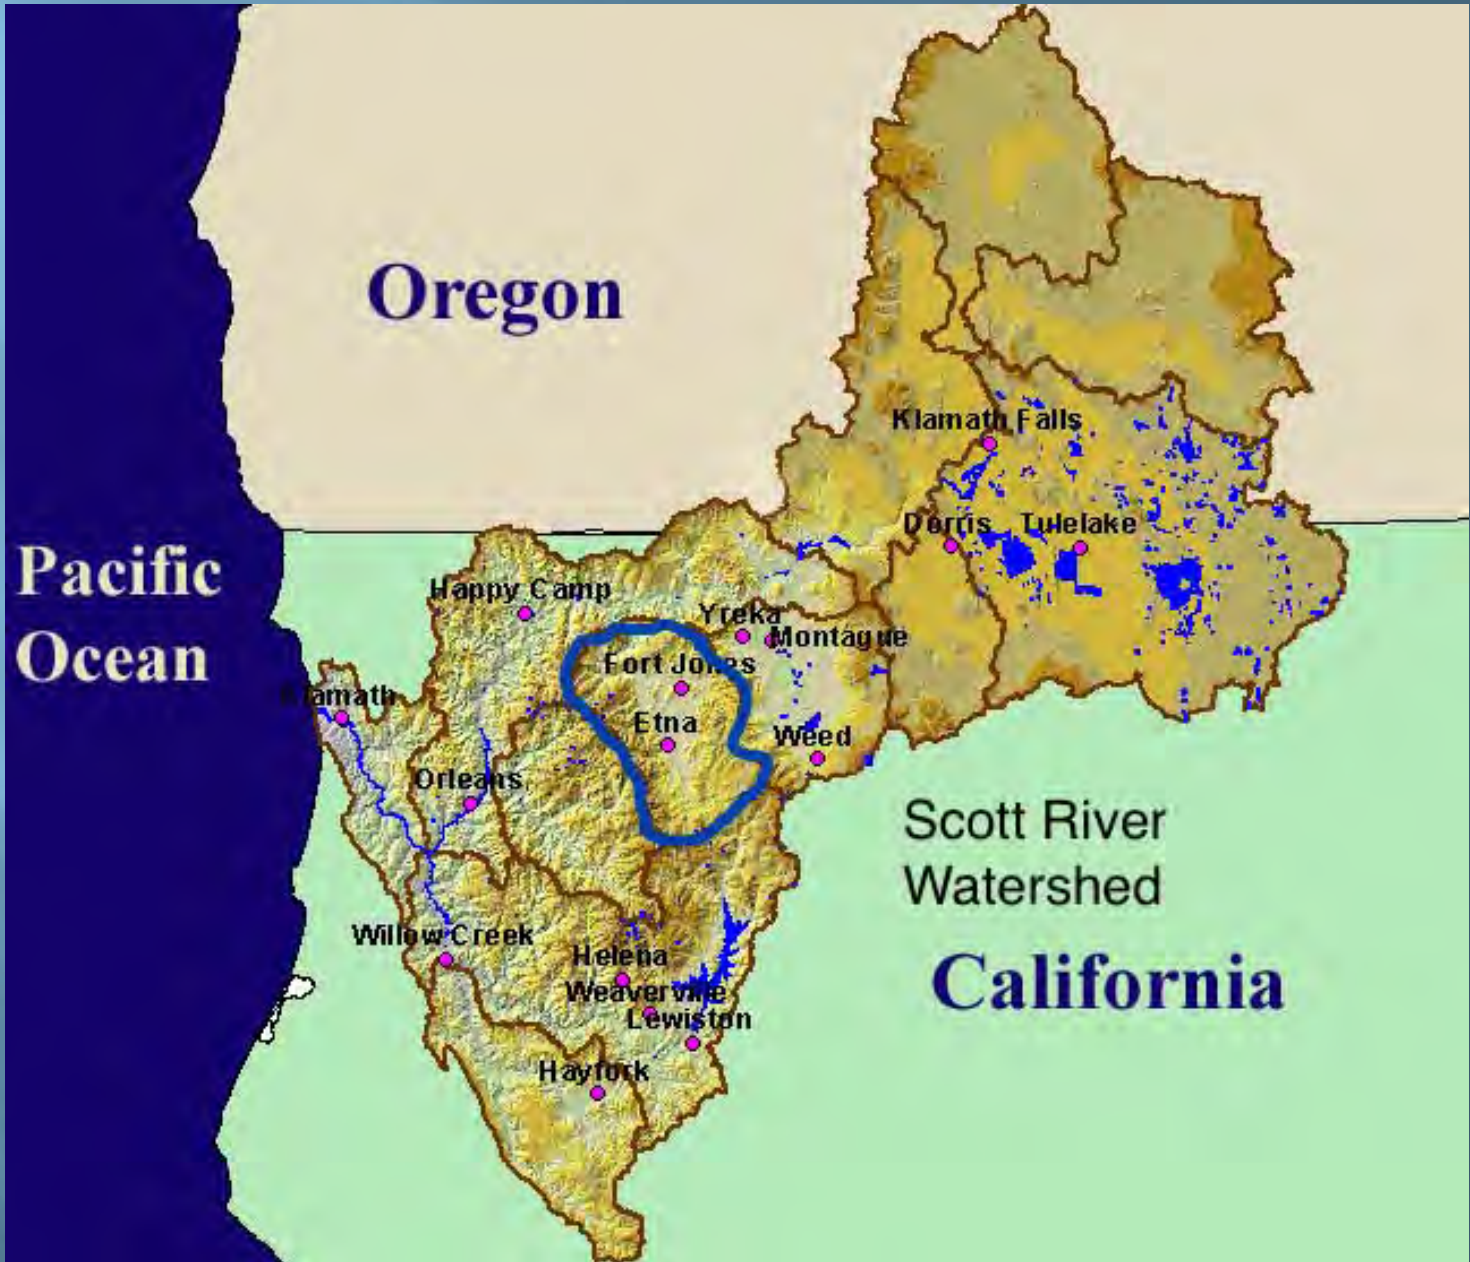 Oregon
Klamath Falls
Dorris
Tulelake
Pacific
Ocean
Happy Camp
Yreka
Montague
Fort Jones
Klamath
Etna
Weed
Orleans
Scott River
Watershed
Willow Creek
Helena
California
Weaverville
Lewiston
Hayfork